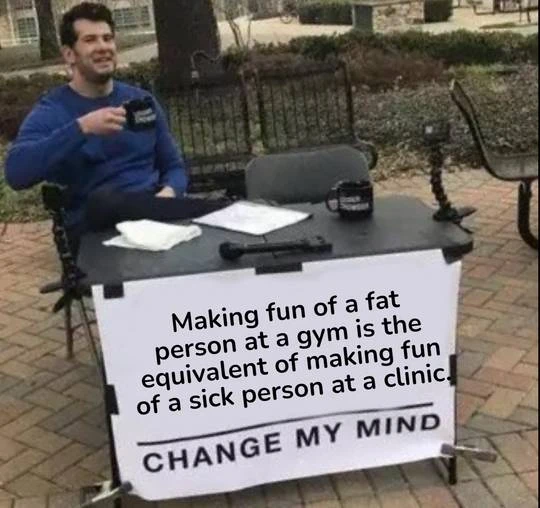 Making fun of a fat
person at a gym is the
equivalent of making fun
of a sick person at a clinic.
CHANGE MY MIND